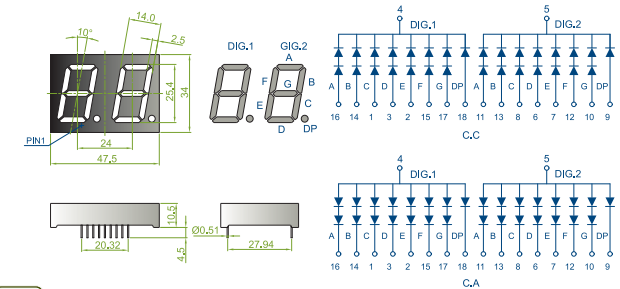 14.0
10°
2.5
25.4
34
PIN1
24
47.5
DIG.1 GIG.2
A
F B
G
E C
D DP
4 5
DIG.1 DIG.2
A B C D E F G DP A B C D E F G DP
16 14 1 3 2 15 17 18 11 13 8 6 7 12 10 9
C.C
10.5
20.32
4.5
Ø0.51
27.94
4 5
DIG.1 DIG.2
A B C D E F G DP A B C D E F G DP
16 14 1 3 2 15 17 18 11 13 8 6 7 12 10 9
C.A